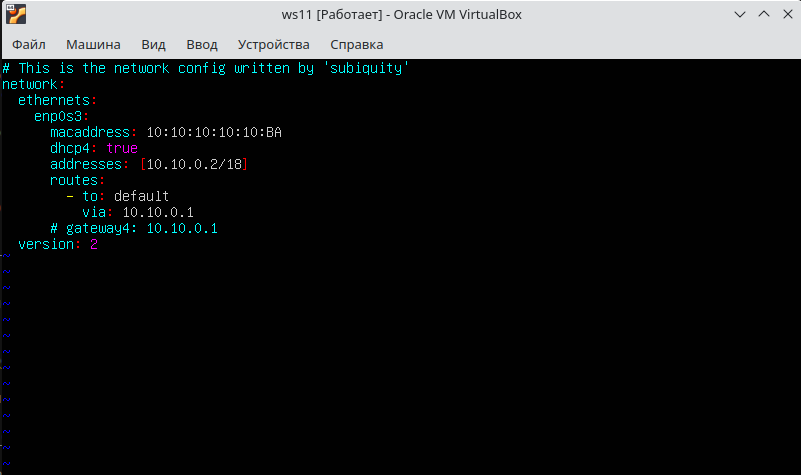 ws11 [Работает] - Oracle VM VirtualBox
Файл Машина Вид Ввод Устройства Справка
# This is the network config written by 'subiquity'
network:
  ethernets:
    enp0s3:
      macaddress: 10:10:10:10:10:BA
      dhcp4: true
      addresses: [10.10.0.2/18]
      routes:
        - to: default
          via: 10.10.0.1
      # gateway4: 10.10.0.1
  version: 2
~
~
~
~
~
~
~
~
~
~
~
~
~
~